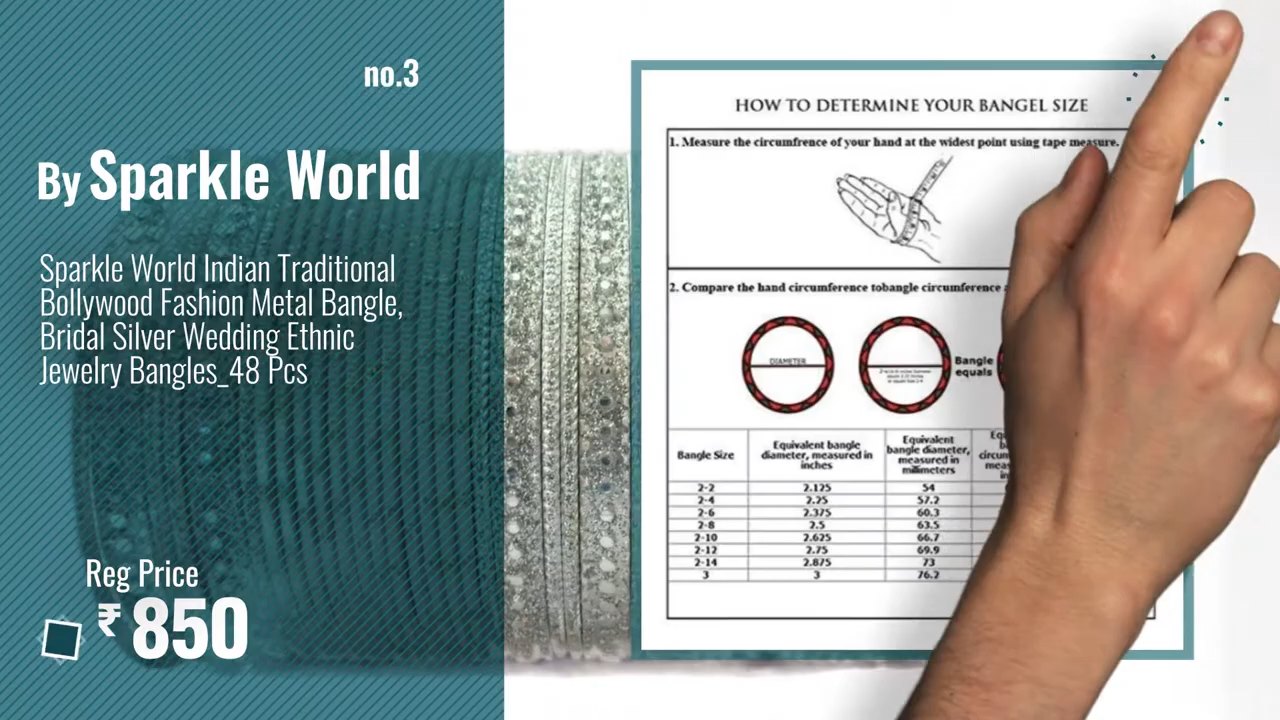 no.3
By Sparkle World
Sparkle World Indian Traditional
Bollywood Fashion Metal Bangle,
Bridal Silver Wedding Ethnic
Jewelry Bangles_48 Pcs
Reg Price
₹ 850
HOW TO DETERMINE YOUR BANGEL SIZE
1. Measure the circumfrence of your hand at the widest point using tape measure.
2. Compare the hand circumference tobangle circumference
DIAMETER
Bangle
equals
Bangle Size
Equivalent bangle
diameter, measured in
inches
Equivalent
bangle diameter,
measured in
millimeters
2-2 2.125 54
2-4 2.25 57.2
2-6 2.375 60.3
2-8 2.5 63.5
2-10 2.625 66.7
2-12 2.75 69.9
2-14 2.875 73
3 3 76.2